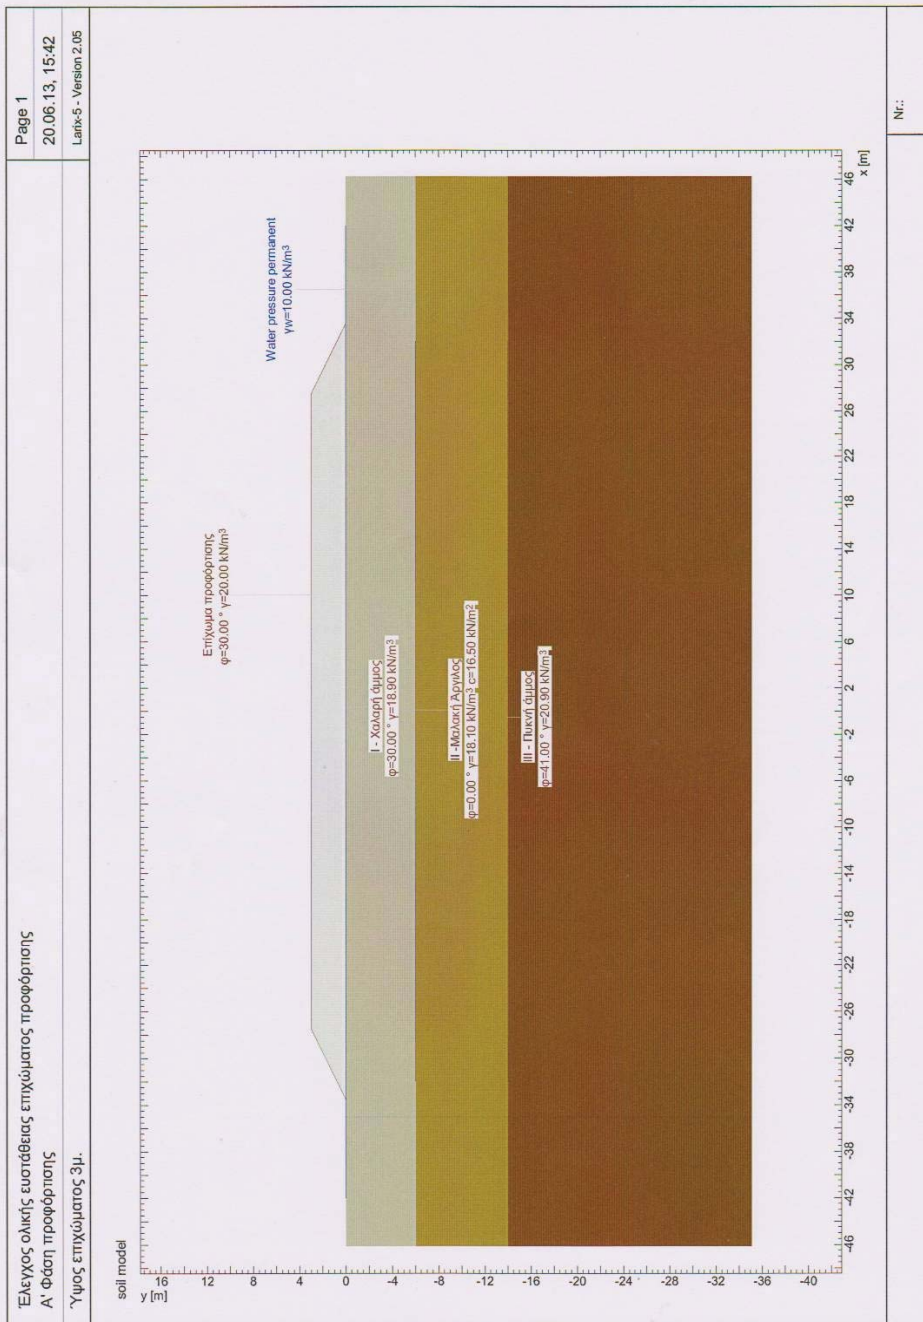 Έλεγχος ολικής ευστάθειας επιχώματος προφόρτισης
Α' Φάση προφόρτισης
Ύψος επιχώματος 3μ.
Page 1
20.06.13, 15:42
Larix-5 - Version 2.05
soil model
y [m]
16
12
8
4
0
-4
-8
-12
-16
-20
-24
-28
-32
-36
-40
Επίχωμα προφόρτισης
φ=30.00 ° γ=20.00 kN/m³
Water pressure permanent
γw=10.00 kN/m³
I - Χαλαρή άμμος
φ=30.00 ° γ=18.90 kN/m³
II -Μαλακή Άργιλος
φ=0.00 ° γ=18.10 kN/m³ c=16.50 kN/m²
III - Πυκνή άμμος
φ=41.00 ° γ=20.90 kN/m³
-46 -42 -38 -34 -30 -26 -22 -18 -14 -10 -6 -2 2 6 10 14 18 22 26 30 34 38 42 46
x [m]
Nr.: